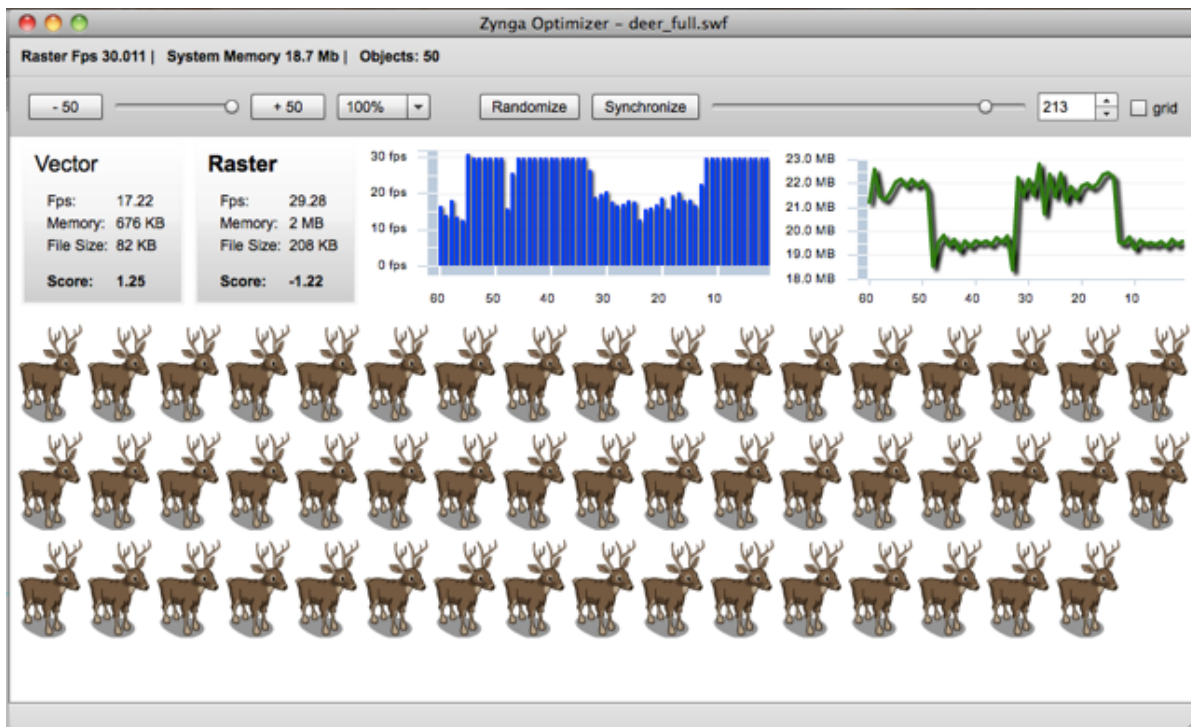 Zynga Optimizer - deer_full.swf
Raster Fps 30.011 | System Memory 18.7 Mb | Objects: 50
- 50 + 50 100% Randomize Synchronize 213 grid
Vector
Fps: 17.22
Memory: 676 KB
File Size: 82 KB
Score: 1.25
Raster
Fps: 29.28
Memory: 2 MB
File Size: 208 KB
Score: -1.22
30 fps
20 fps
10 fps
0 fps
60 50 40 30 20 10
23.0 MB
22.0 MB
21.0 MB
20.0 MB
19.0 MB
18.0 MB
60 50 40 30 20 10